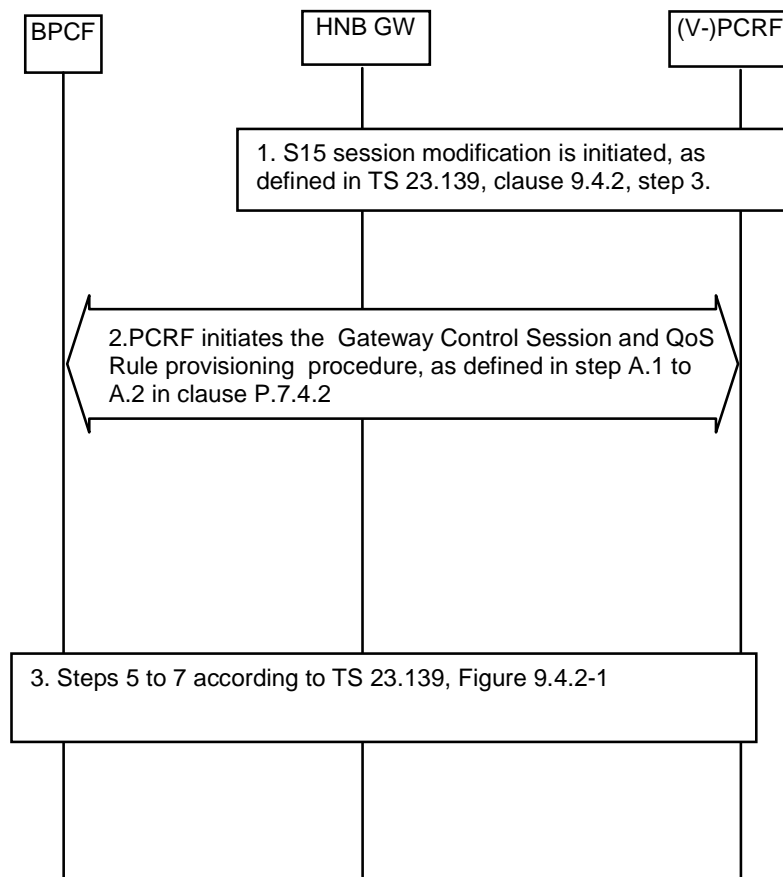 BPCF
HNB GW
(V-)PCRF
1. S15 session modification is initiated, as
defined in TS 23.139, clause 9.4.2, step 3.
2.PCRF initiates the Gateway Control Session and QoS
Rule provisioning procedure, as defined in step A.1 to
A.2 in clause P.7.4.2
3. Steps 5 to 7 according to TS 23.139, Figure 9.4.2-1